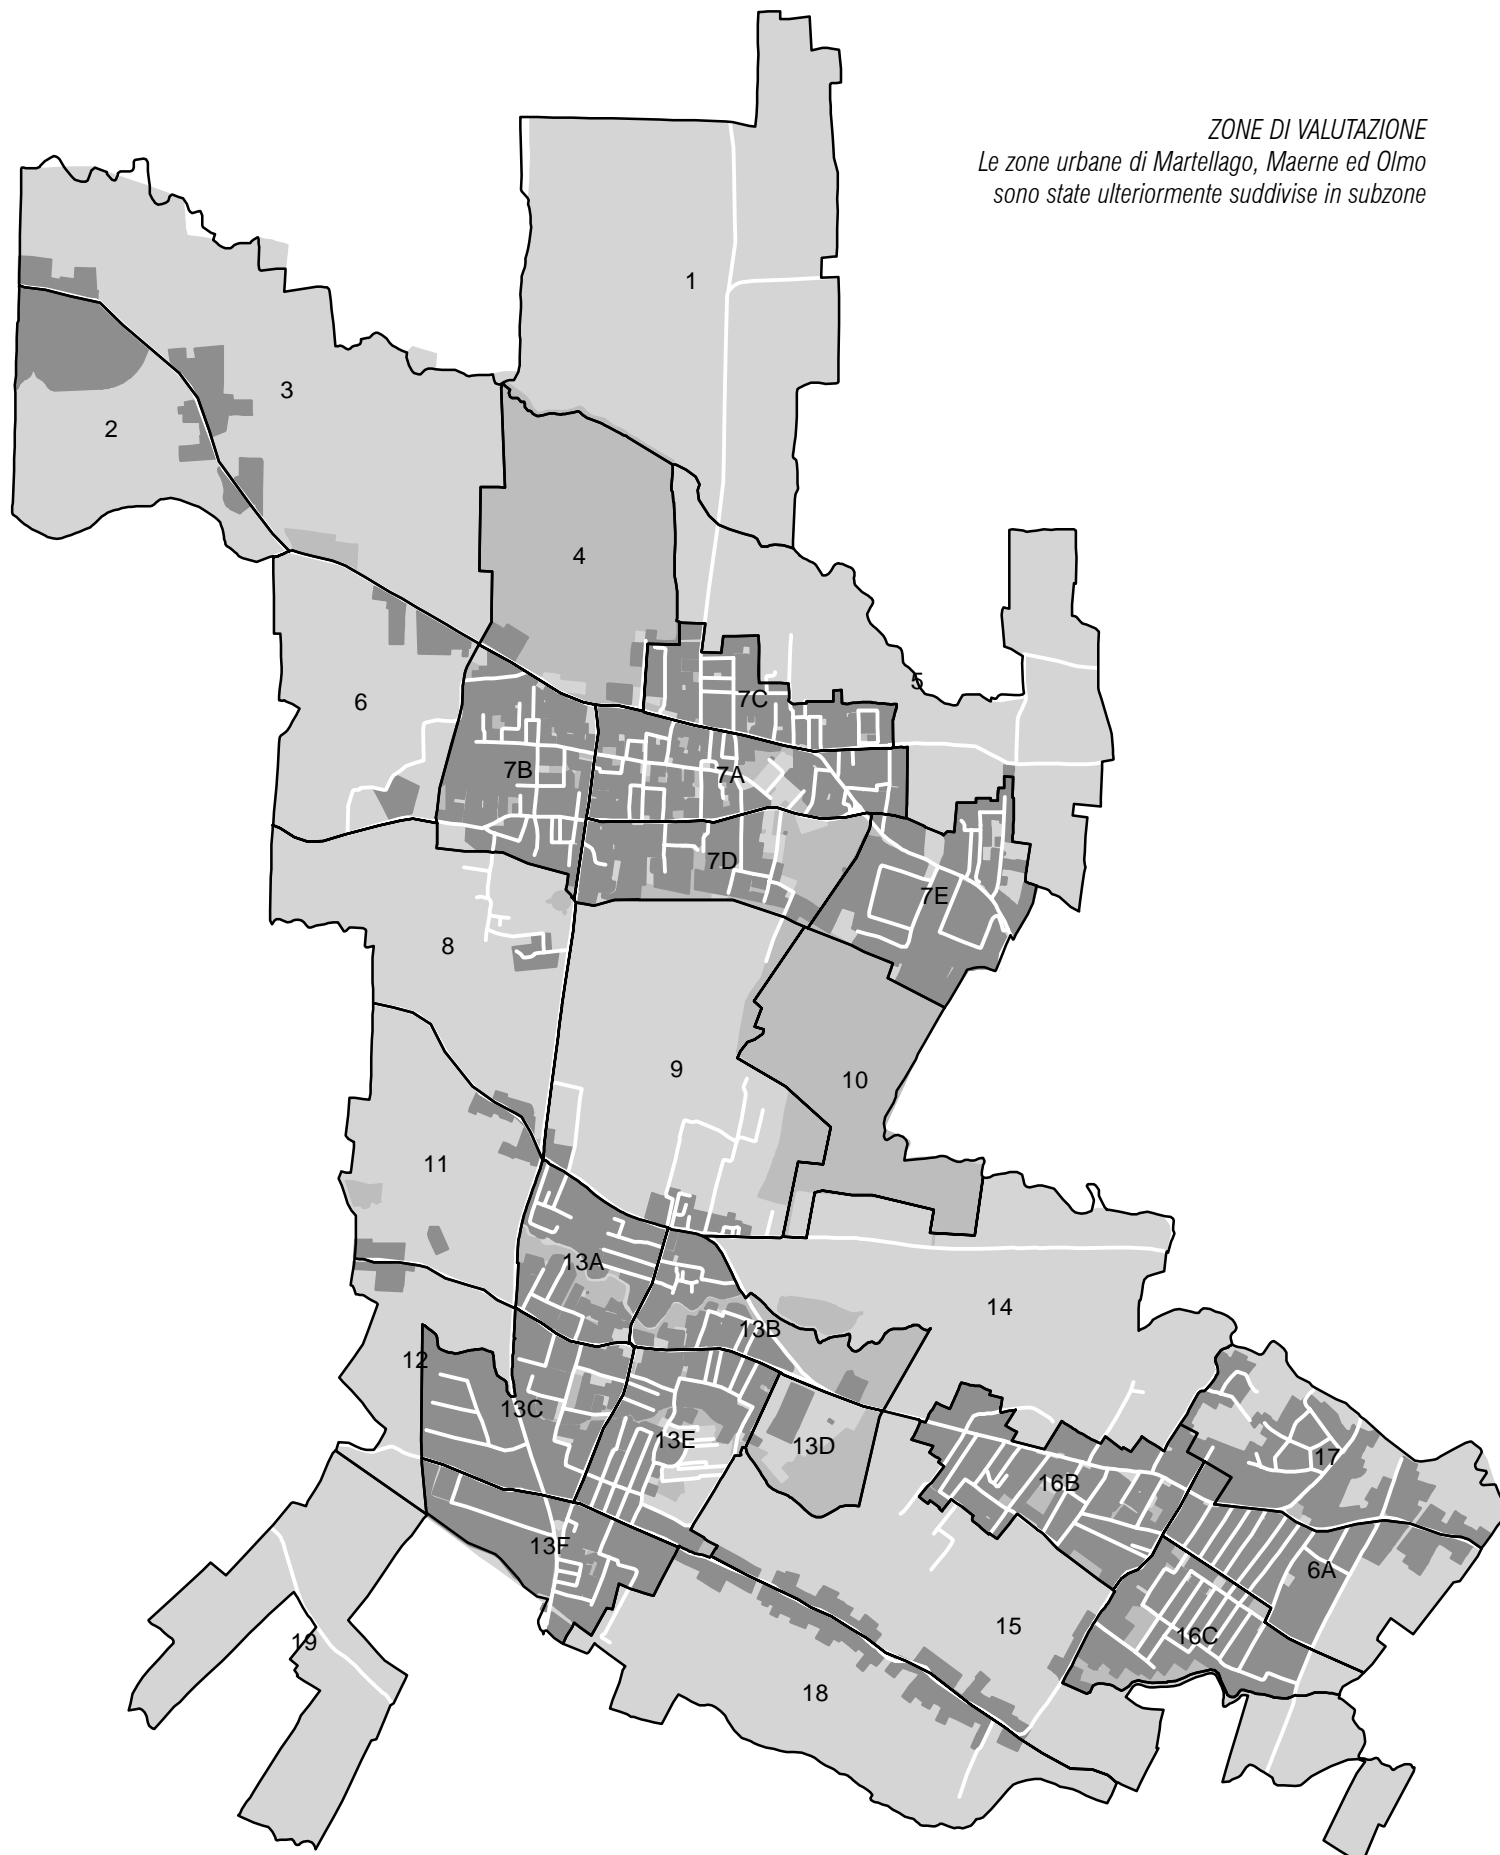 ZONE DI VALUTAZIONE
Le zone urbane di Martellago, Maerne ed Olmo
sono state ulteriormente suddivise in subzone
1
3
2
4
5
6
7C
7B
7A
7D
7E
8
9
10
11
13A
14
13B
12
13C
13E
13D
17
16B
13F
6A
15
16C
19
18